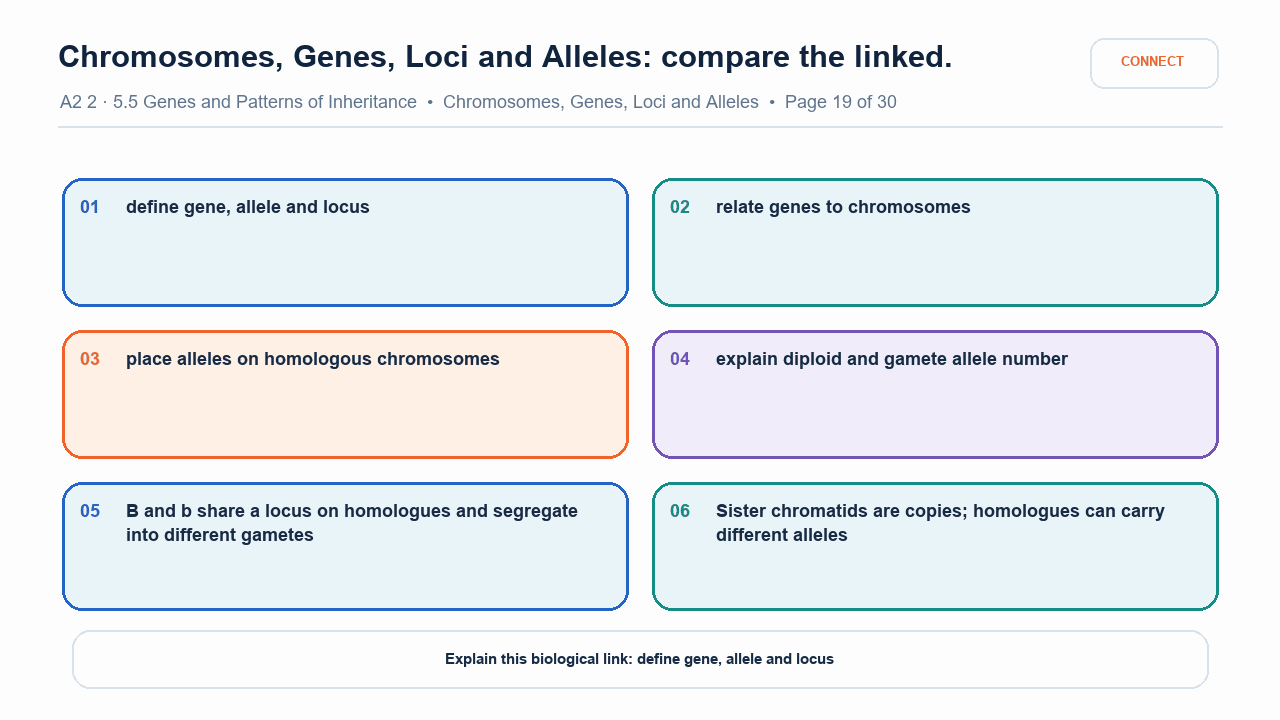 Chromosomes, Genes, Loci and Alleles: compare the linked.
CONNECT
A2 2 · 5.5 Genes and Patterns of Inheritance • Chromosomes, Genes, Loci and Alleles • Page 19 of 30
01 define gene, allele and locus
02 relate genes to chromosomes
03 place alleles on homologous chromosomes
04 explain diploid and gamete allele number
05 B and b share a locus on homologues and segregate
into different gametes
06 Sister chromatids are copies; homologues can carry
different alleles
Explain this biological link: define gene, allele and locus